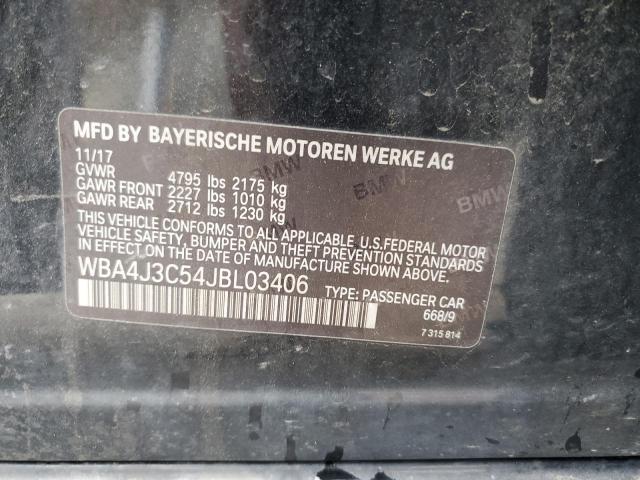 MFD BY BAYERISCHE MOTOREN WERKE AG
11/17
GVWR 4795 lbs 2175 kg
GAWR FRONT 2227 lbs 1010 kg
GAWR REAR 2712 lbs 1230 kg
THIS VEHICLE CONFORMS TO ALL APPLICABLE, U.S.FEDERAL MOTOR
VEHICLE SAFETY, BUMPER AND THEFT PREVENTION STANDARDS
IN EFFECT ON THE DATE OF MANUFACTURE SHOWN ABOVE.
WBA4J3C54JBL03406 TYPE: PASSENGER CAR
668/9
7 315 814
BMW
BMW
BMW